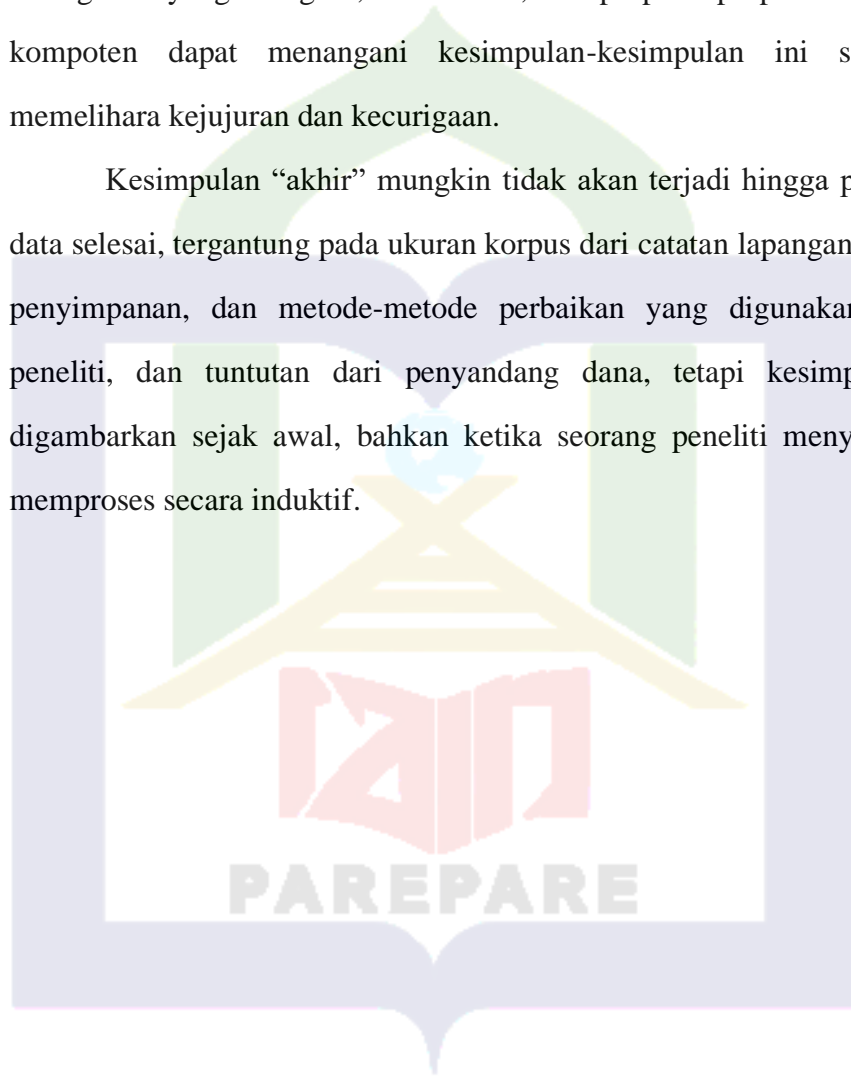 kompoten dapat menangani kesimpulan-kesimpulan ini
memelihara kejujuran dan kecurigaan.
Kesimpulan “akhir” mungkin tidak akan terjadi hingga
data selesai, tergantung pada ukuran korpus dari catatan lapangan
penyimpanan, dan metode-metode perbaikan yang digunakan
peneliti, dan tuntutan dari penyandang dana, tetapi
digambarkan sejak awal, bahkan ketika seorang peneliti
memproses secara induktif.
iain
PAREPARE